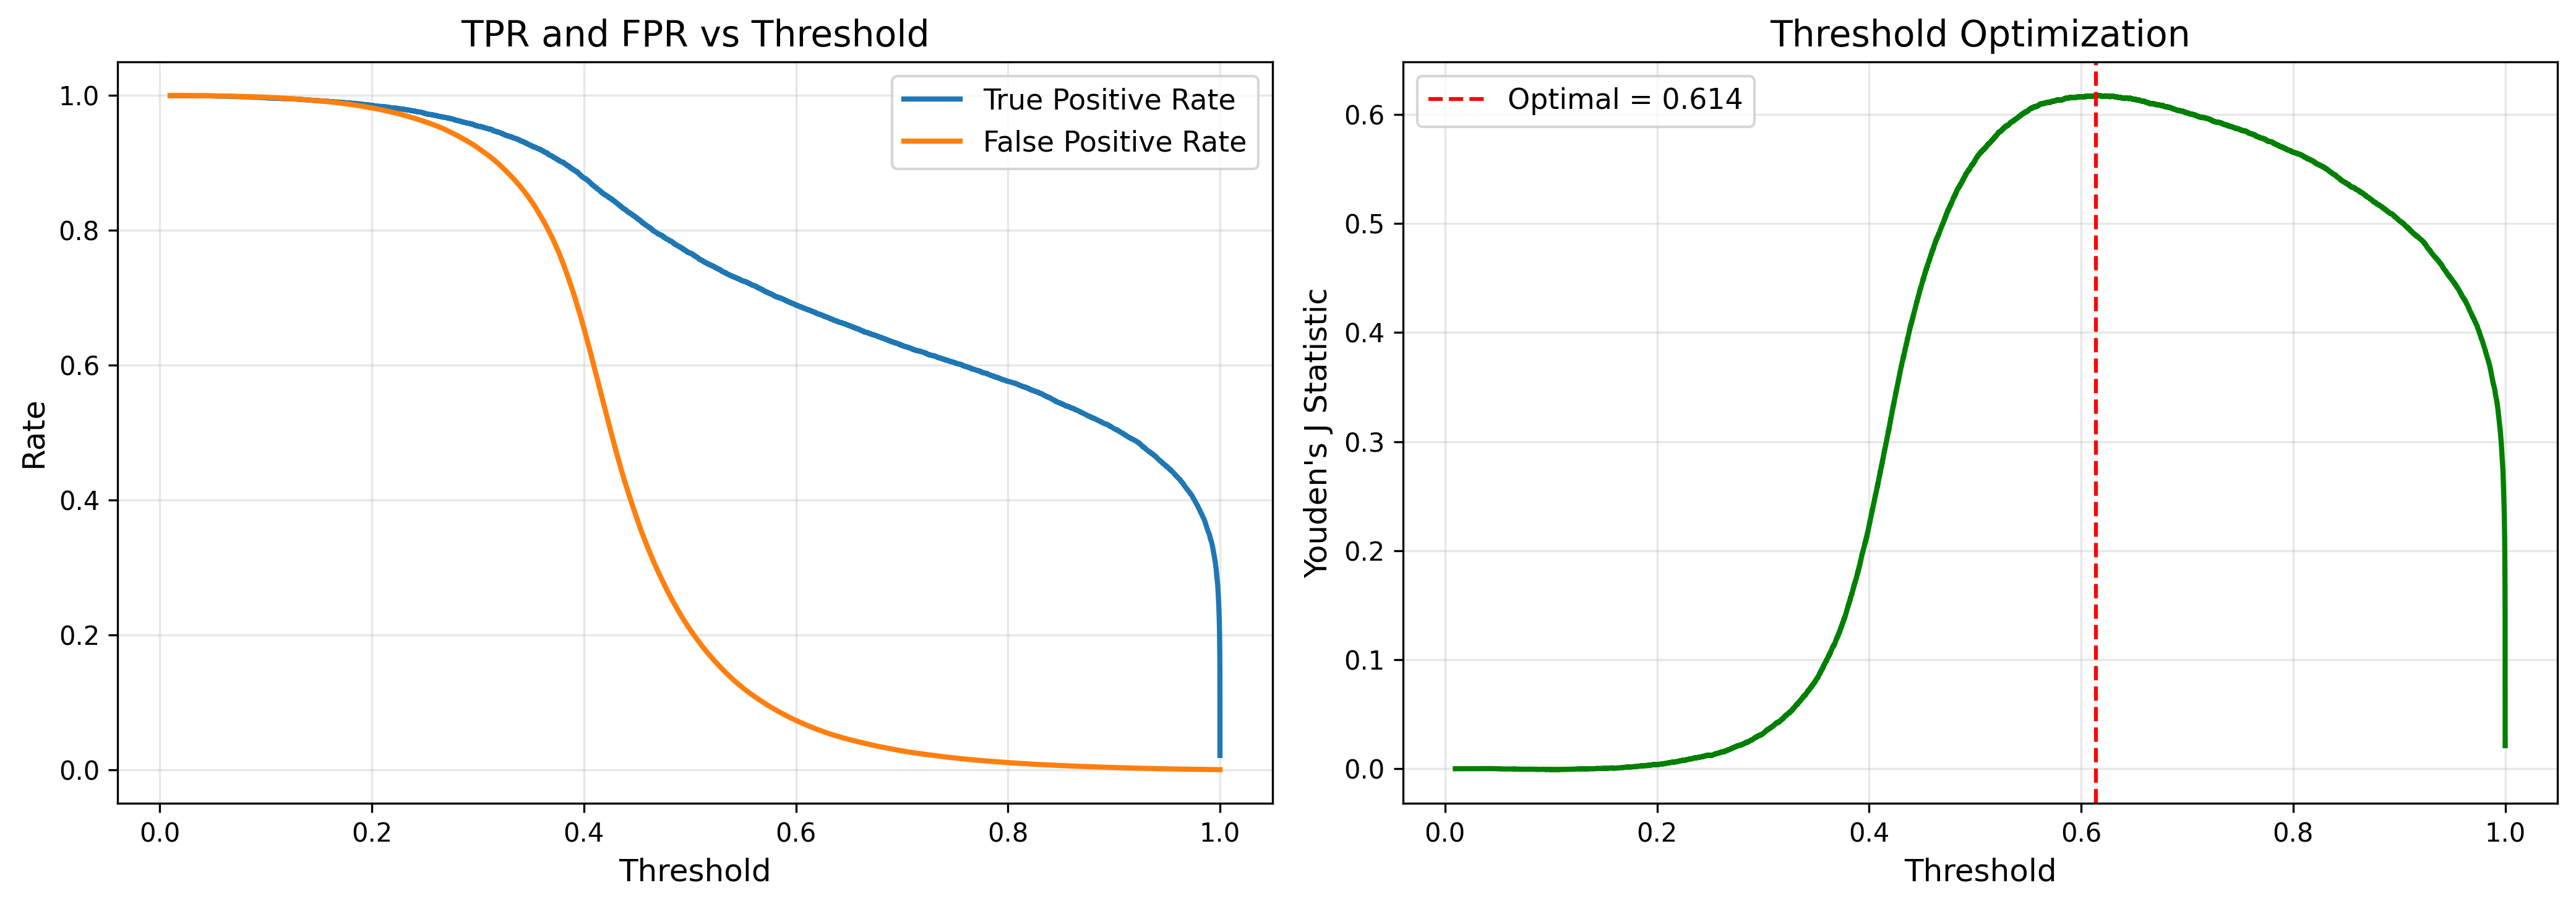 TPR and FPR vs Threshold
True Positive Rate
False Positive Rate
Rate
1.0
0.8
0.6
0.4
0.2
0.0
0.0 0.2 0.4 0.6 0.8 1.0
Threshold
Threshold Optimization
Optimal = 0.614
Youden's J Statistic
0.6
0.5
0.4
0.3
0.2
0.1
0.0
0.0 0.2 0.4 0.6 0.8 1.0
Threshold